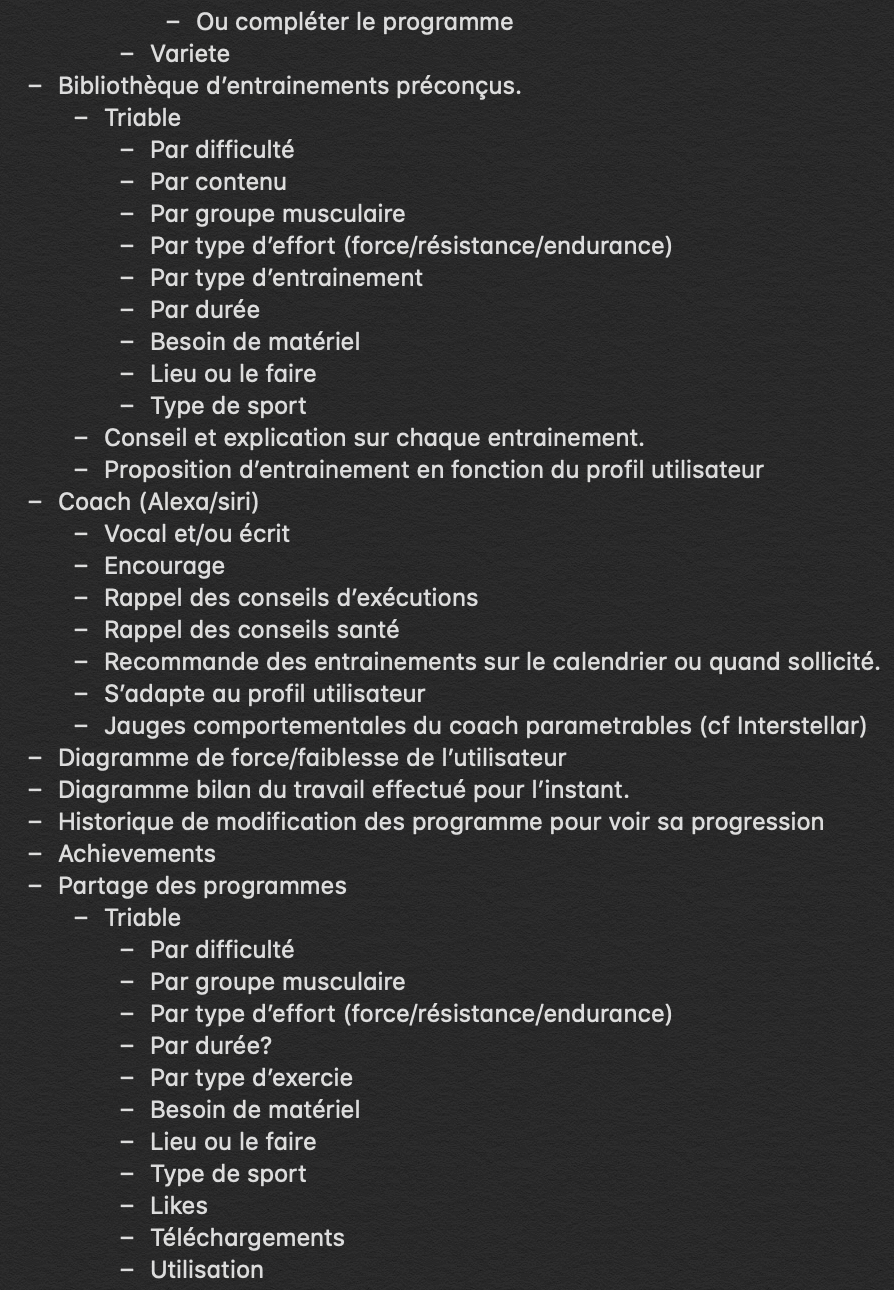 – Ou compléter le programme
– Variete
– Bibliothèque d’entrainements préconçus.
– Triable
– Par difficulté
– Par contenu
– Par groupe musculaire
– Par type d’effort (force/résistance/endurance)
– Par type d’entrainement
– Par durée
– Besoin de matériel
– Lieu ou le faire
– Type de sport
– Conseil et explication sur chaque entrainement.
– Proposition d’entrainement en fonction du profil utilisateur
– Coach (Alexa/siri)
– Vocal et/ou écrit
– Encourage
– Rappel des conseils d’exécutions
– Rappel des conseils santé
– Recommande des entrainements sur le calendrier ou quand sollicité.
– S’adapte au profil utilisateur
– Jauges comportementales du coach parametrables (cf Interstellar)
– Diagramme de force/faiblesse de l’utilisateur
– Diagramme bilan du travail effectué pour l’instant.
– Historique de modification des programme pour voir sa progression
– Achievements
– Partage des programmes
– Triable
– Par difficulté
– Par groupe musculaire
– Par type d’effort (force/résistance/endurance)
– Par durée?
– Par type d’exercie
– Besoin de matériel
– Lieu ou le faire
– Type de sport
– Likes
– Téléchargements
– Utilisation